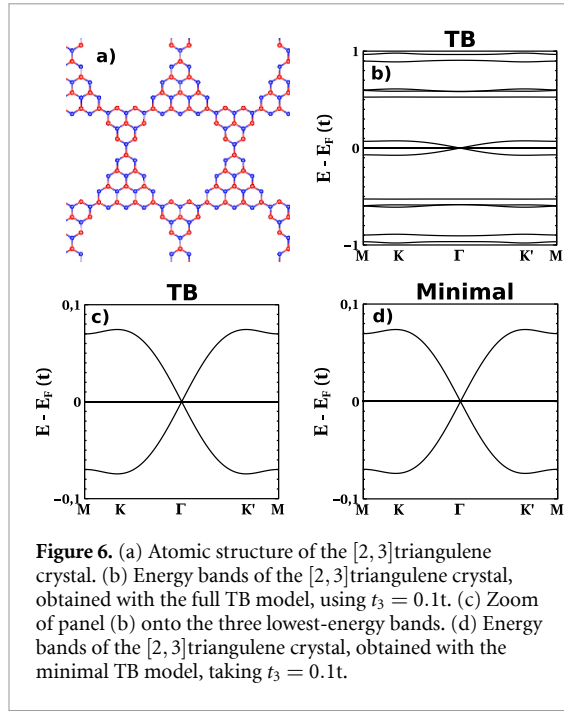 a)
TB
b)
E - E_F (t)
1
0
-1
M K Γ K' M
TB
c)
E - E_F (t)
0,1
0
-0,1
M K Γ K' M
Minimal
d)
E - E_F (t)
0,1
0
-0,1
M K Γ K' M
Figure 6. (a) Atomic structure of the [2, 3]triangulene
crystal. (b) Energy bands of the [2, 3]triangulene crystal,
obtained with the full TB model, using t₃ = 0.1t. (c) Zoom
of panel (b) onto the three lowest-energy bands. (d) Energy
bands of the [2, 3]triangulene crystal, obtained with the
minimal TB model, taking t₃ = 0.1t.